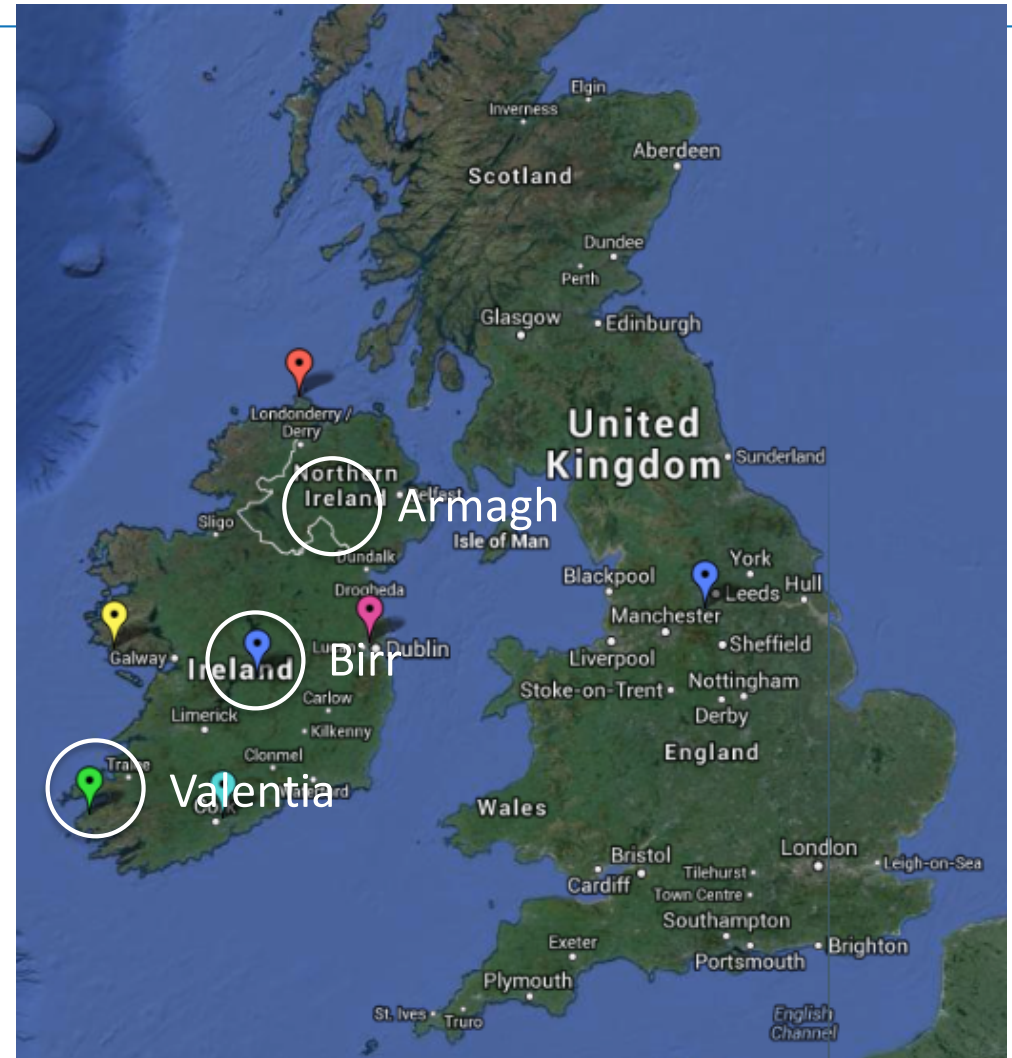 Elgin
Inverness
Aberdeen
Scotland
Dundee
Perth
Glasgow
Edinburgh
Londonderry /
Derry
United
Kingdom
Sunderland
Northern
Ireland
Armagh
Sligo
Isle of Man
Dundalk
York
Blackpool
Leeds
Hull
Drogheda
Manchester
Galway
Ireland
Birr
Dublin
Liverpool
Sheffield
Stoke-on-Trent
Nottingham
Derby
Carlow
Limerick
Kilkenny
England
Clonmel
Valentia
Wales
Bristol
London
Leigh-on-Sea
Cardiff
Tilehurst
Town Centre
Southampton
Exeter
Brighton
Portsmouth
Plymouth
St. Ives
Truro
English
Channel